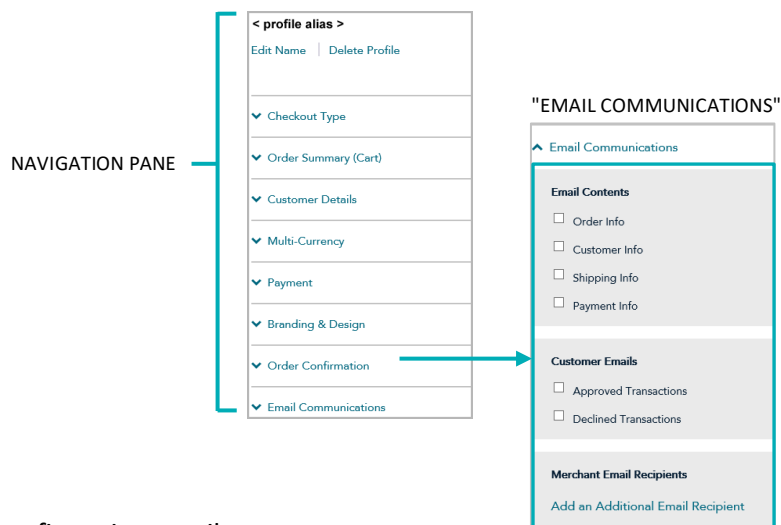 < profile alias >
Edit Name | Delete Profile
NAVIGATION PANE
Checkout Type
Order Summary (Cart)
Customer Details
Multi-Currency
Payment
Branding & Design
Order Confirmation
Email Communications
"EMAIL COMMUNICATIONS"
Email Communications
Email Contents
Order Info
Customer Info
Shipping Info
Payment Info
Customer Emails
Approved Transactions
Declined Transactions
Merchant Email Recipients
Add an Additional Email Recipient